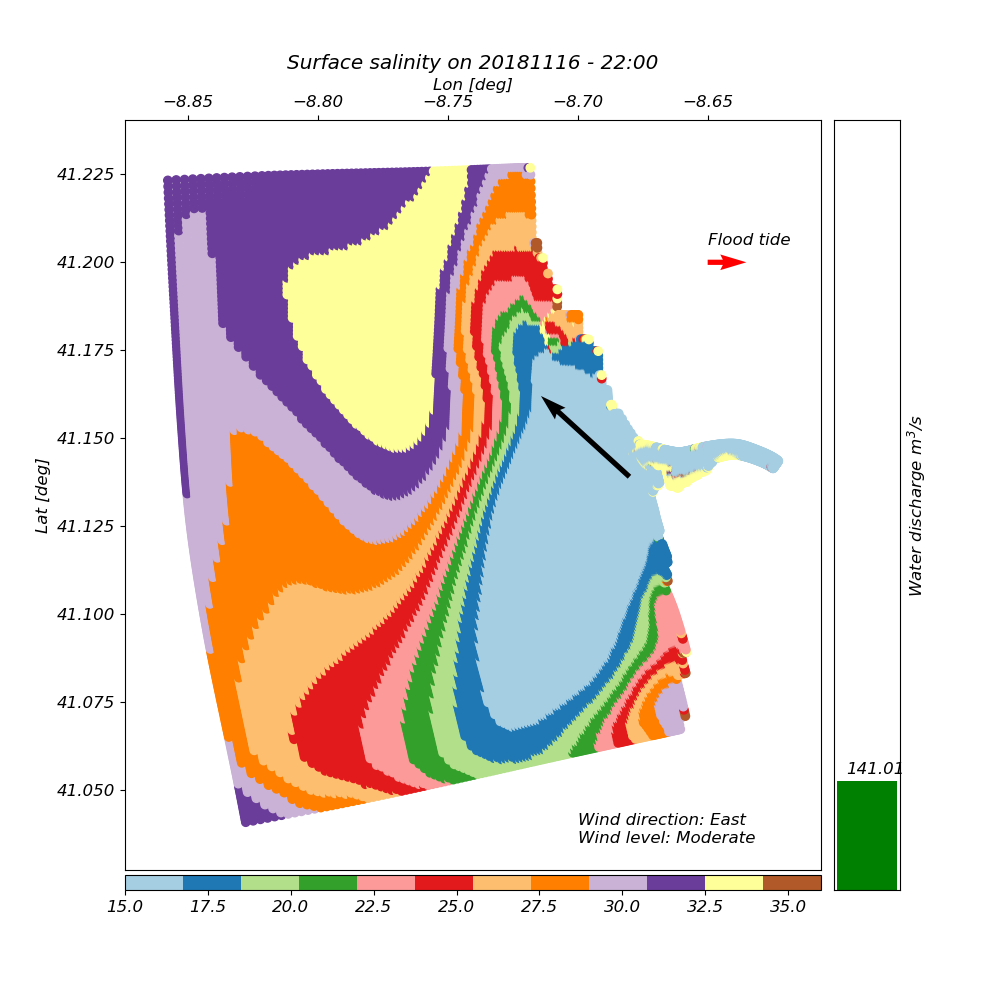 Surface salinity on 20181116 - 22:00
Lon [deg]
−8.85 −8.80 −8.75 −8.70 −8.65
41.225
41.200
41.175
41.150
41.125
41.100
41.075
41.050
Lat [deg]
Flood tide
Water discharge m³/s
141.01
Wind direction: East
Wind level: Moderate
15.0 17.5 20.0 22.5 25.0 27.5 30.0 32.5 35.0